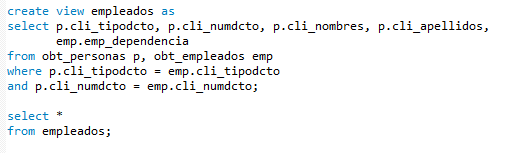 create view empleados as
select p.cli_tipodcto, p.cli_numdcto, p.cli_nombres, p.cli_apellidos,
emp.emp_dependencia
from obt_personas p, obt_empleados emp
where p.cli_tipodcto = emp.cli_tipodcto
and p.cli_numdcto = emp.cli_numdcto;
select *
from empleados;